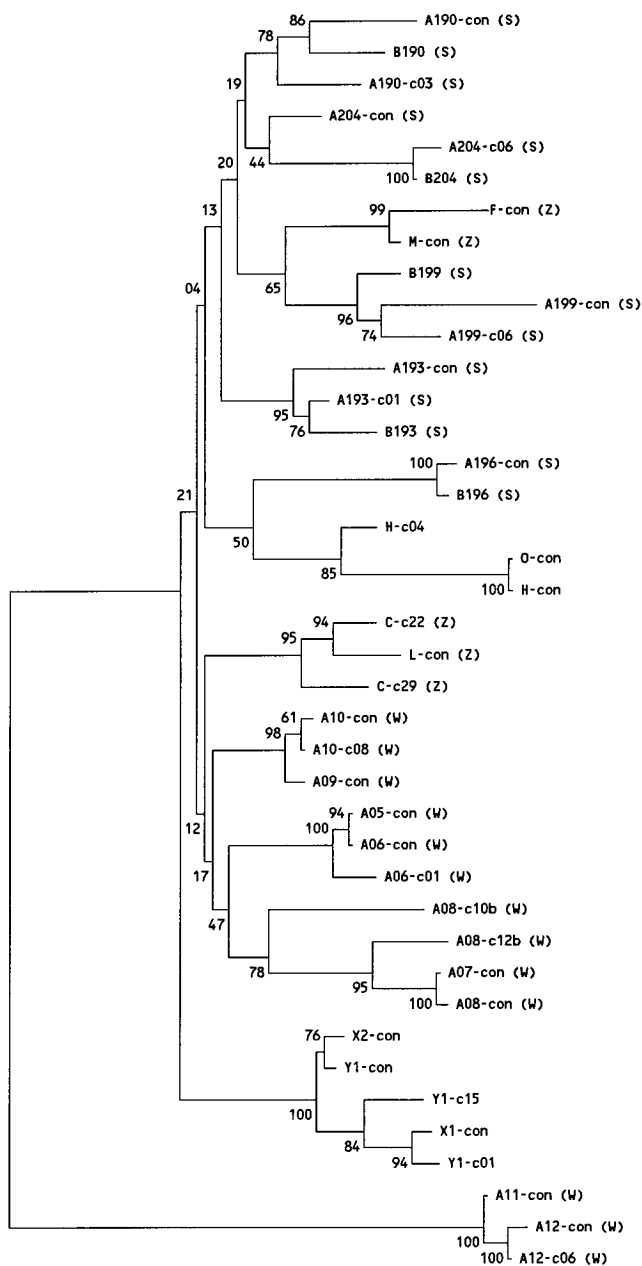 86
A190-con (S)
78
B190 (S)
19
A190-c03 (S)
A204-con (S)
20
44
A204-c06 (S)
100
B204 (S)
13
99
F-con (Z)
M-con (Z)
65
B199 (S)
04
96
A199-con (S)
74
A199-c06 (S)
A193-con (S)
95
A193-c01 (S)
76
B193 (S)
100
A196-con (S)
21
B196 (S)
50
H-c04
85
O-con
100
H-con
94
C-c22 (Z)
95
L-con (Z)
C-c29 (Z)
61
A10-con (W)
98
A10-c08 (W)
A09-con (W)
94
A05-con (W)
12
100
A06-con (W)
17
A06-c01 (W)
47
A08-c10b (W)
78
A08-c12b (W)
95
A07-con (W)
100
A08-con (W)
76
X2-con
Y1-con
100
Y1-c15
84
X1-con
94
Y1-c01
A11-con (W)
100
A12-con (W)
100
A12-c06 (W)